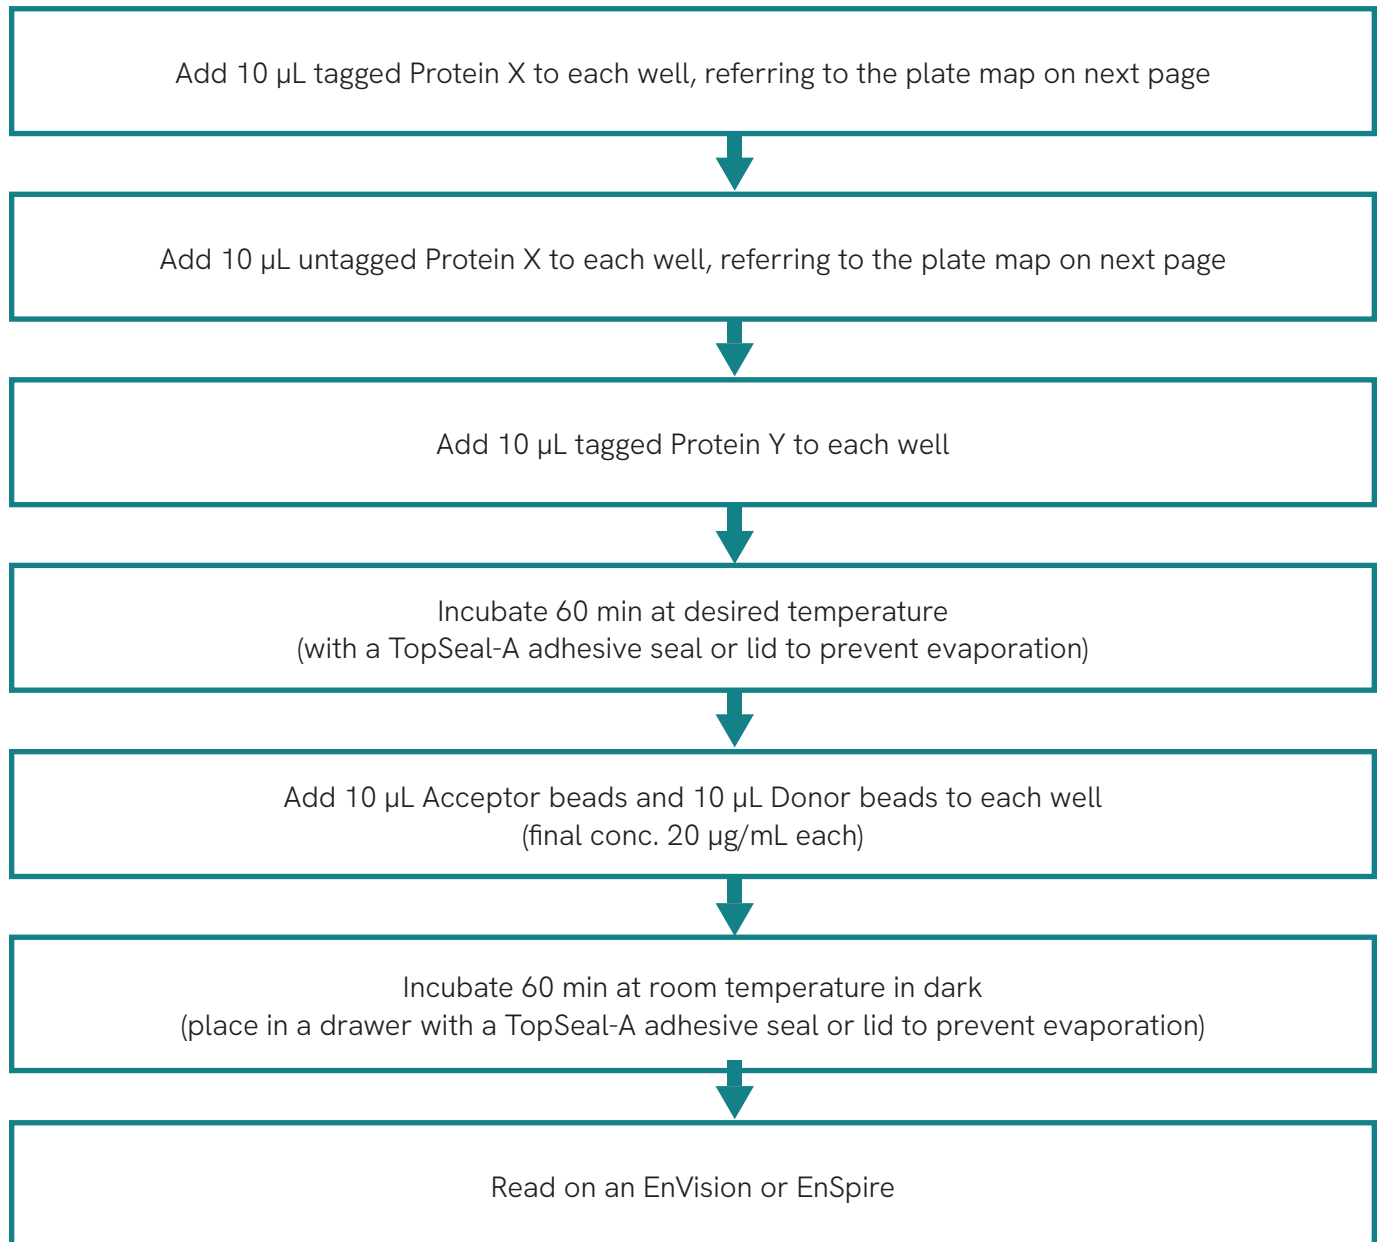 Add 10 µL tagged Protein X to each well, referring to the plate map on next page
Add 10 µL untagged Protein X to each well, referring to the plate map on next page
Add 10 µL tagged Protein Y to each well
Incubate 60 min at desired temperature
(with a TopSeal-A adhesive seal or lid to prevent evaporation)
Add 10 µL Acceptor beads and 10 µL Donor beads to each well
(final conc. 20 µg/mL each)
Incubate 60 min at room temperature in dark
(place in a drawer with a TopSeal-A adhesive seal or lid to prevent evaporation)
Read on an EnVision or EnSpire